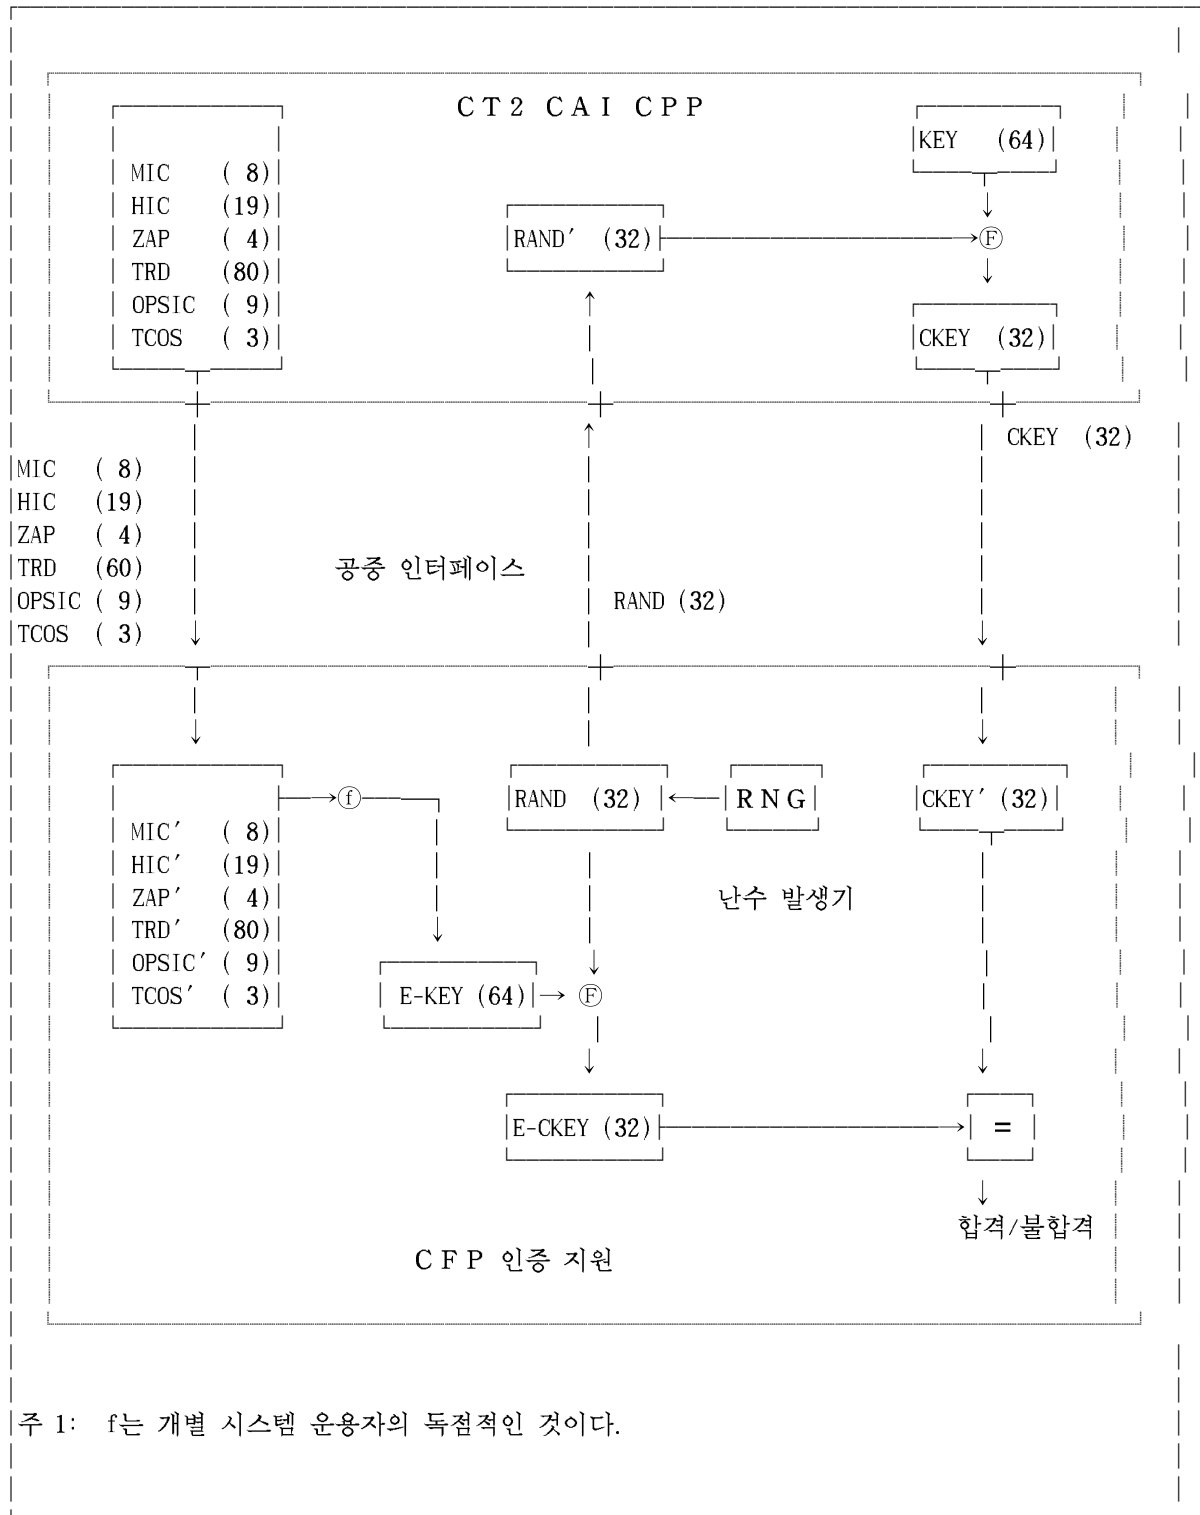 CT2 CAI CPP
KEY (64)
MIC ( 8)
HIC (19)
ZAP ( 4)
TRD (80)
OPSIC ( 9)
TCOS ( 3)
RAND′ (32)
Ⓕ
CKEY (32)
CKEY (32)
MIC ( 8)
HIC (19)
ZAP ( 4)
TRD (60)
OPSIC ( 9)
TCOS ( 3)
공중 인터페이스
RAND (32)
ⓕ
RAND (32)
RNG
CKEY′ (32)
MIC′ ( 8)
HIC′ (19)
ZAP′ ( 4)
TRD′ (80)
OPSIC′ ( 9)
TCOS′ ( 3)
난수 발생기
E-KEY (64)
Ⓕ
E-CKEY (32)
=
합격/불합격
CFP 인증 지원
주 1: f는 개별 시스템 운용자의 독점적인 것이다.